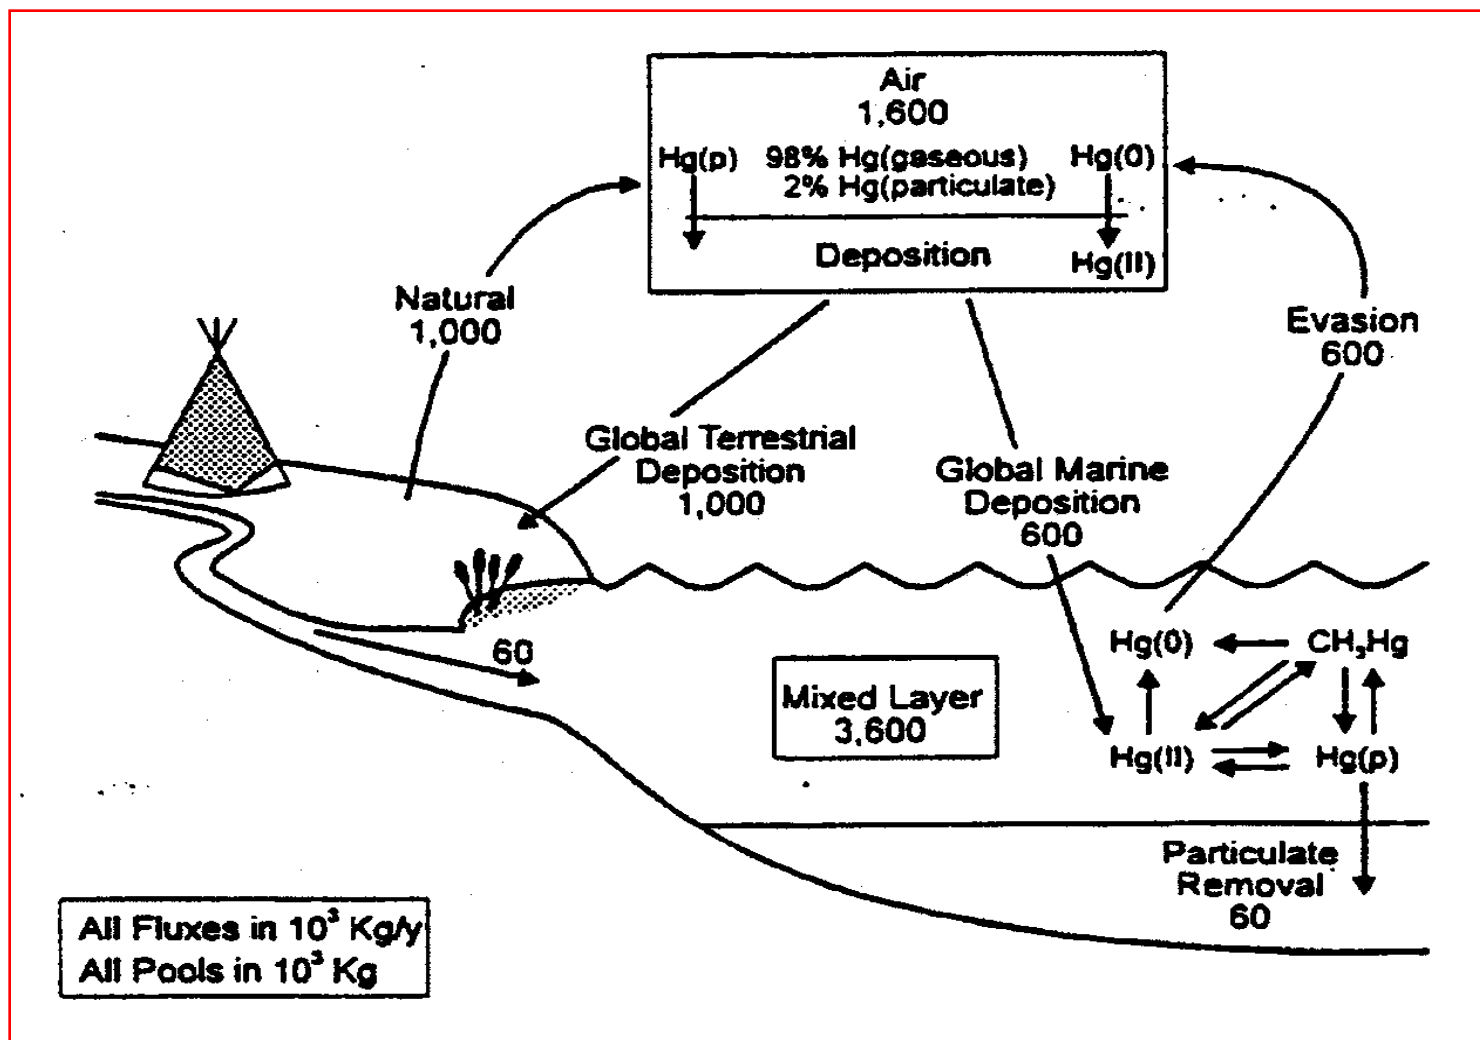 Air
1,600
Hg(p) 98% Hg(gaseous) Hg(0)
2% Hg(particulate)
Deposition Hg(II)
Natural
1,000
Evasion
600
Global Terrestrial
Deposition
1,000
Global Marine
Deposition
600
60
Mixed Layer
3,600
Hg(0) CH₃Hg
Hg(II) Hg(p)
Particulate
Removal
60
All Fluxes in 10³ Kg/y
All Pools in 10³ Kg